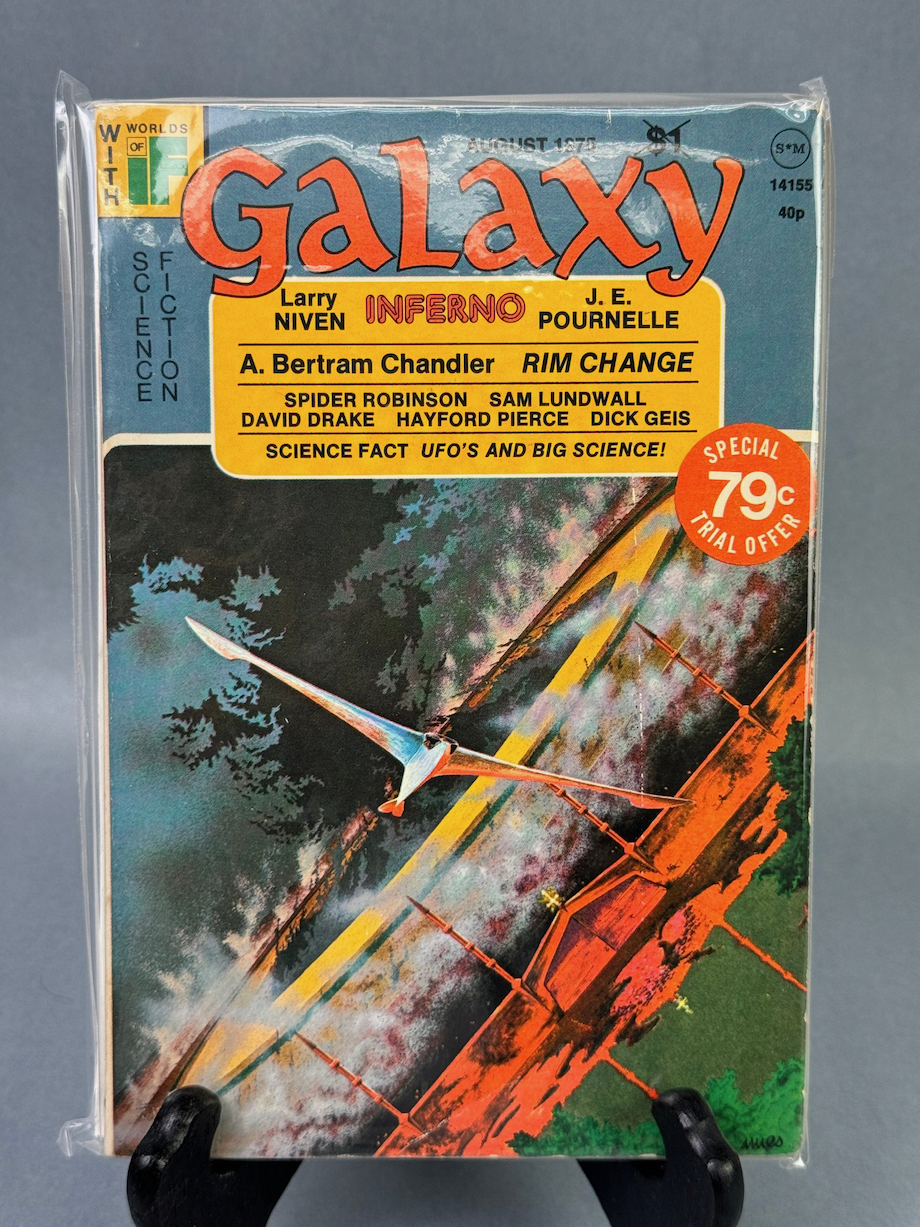 WITH
WORLDS
OF
IF
AUGUST 1975 $1
S*M
14155
40p
Galaxy
SCIENCE
FICTION
Larry NIVEN INFERNO J. E. POURNELLE
A. Bertram Chandler RIM CHANGE
SPIDER ROBINSON SAM LUNDWALL
DAVID DRAKE HAYFORD PIERCE DICK GEIS
SCIENCE FACT UFO'S AND BIG SCIENCE!
SPECIAL
79c
TRIAL OFFER